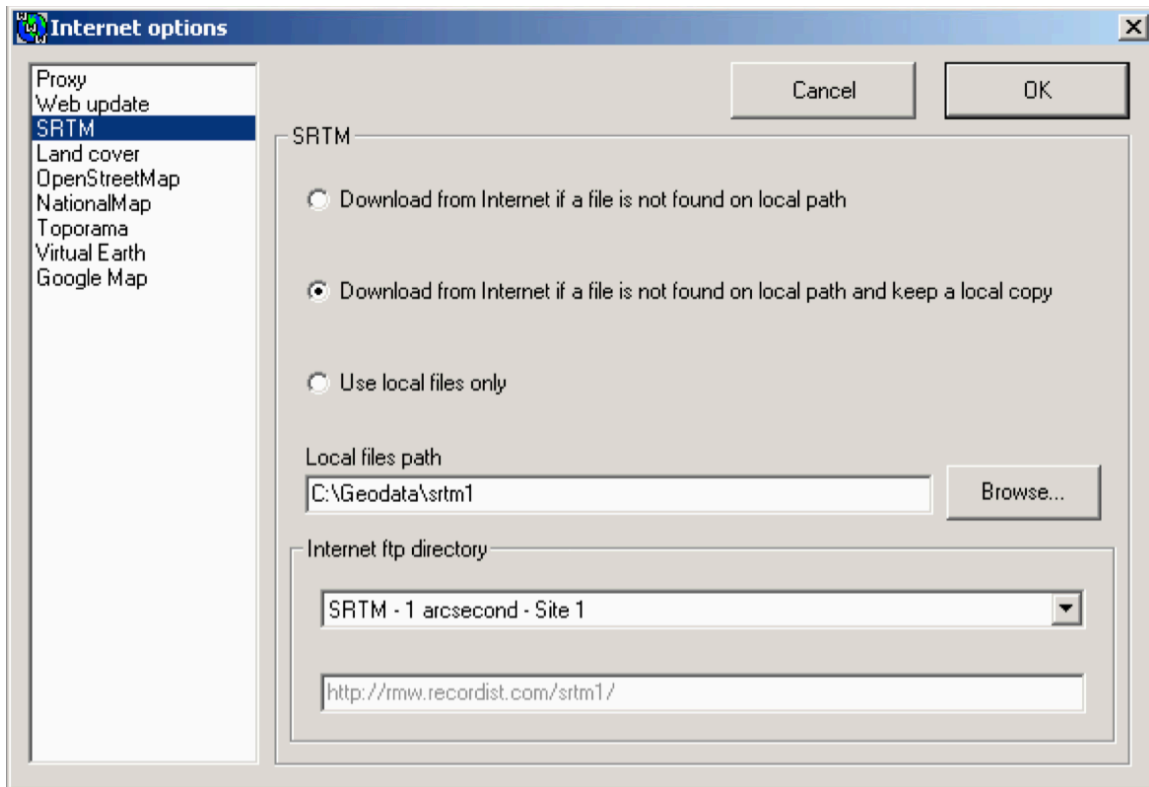 Internet options
Proxy
Web update
SRTM
Land cover
OpenStreetMap
NationalMap
Toporama
Virtual Earth
Google Map
Cancel
OK
SRTM
Download from Internet if a file is not found on local path
Download from Internet if a file is not found on local path and keep a local copy
Use local files only
Local files path
C:\Geodata\srtm1
Browse...
Internet ftp directory
SRTM - 1 arcsecond - Site 1
http://rmw.recordist.com/srtm1/